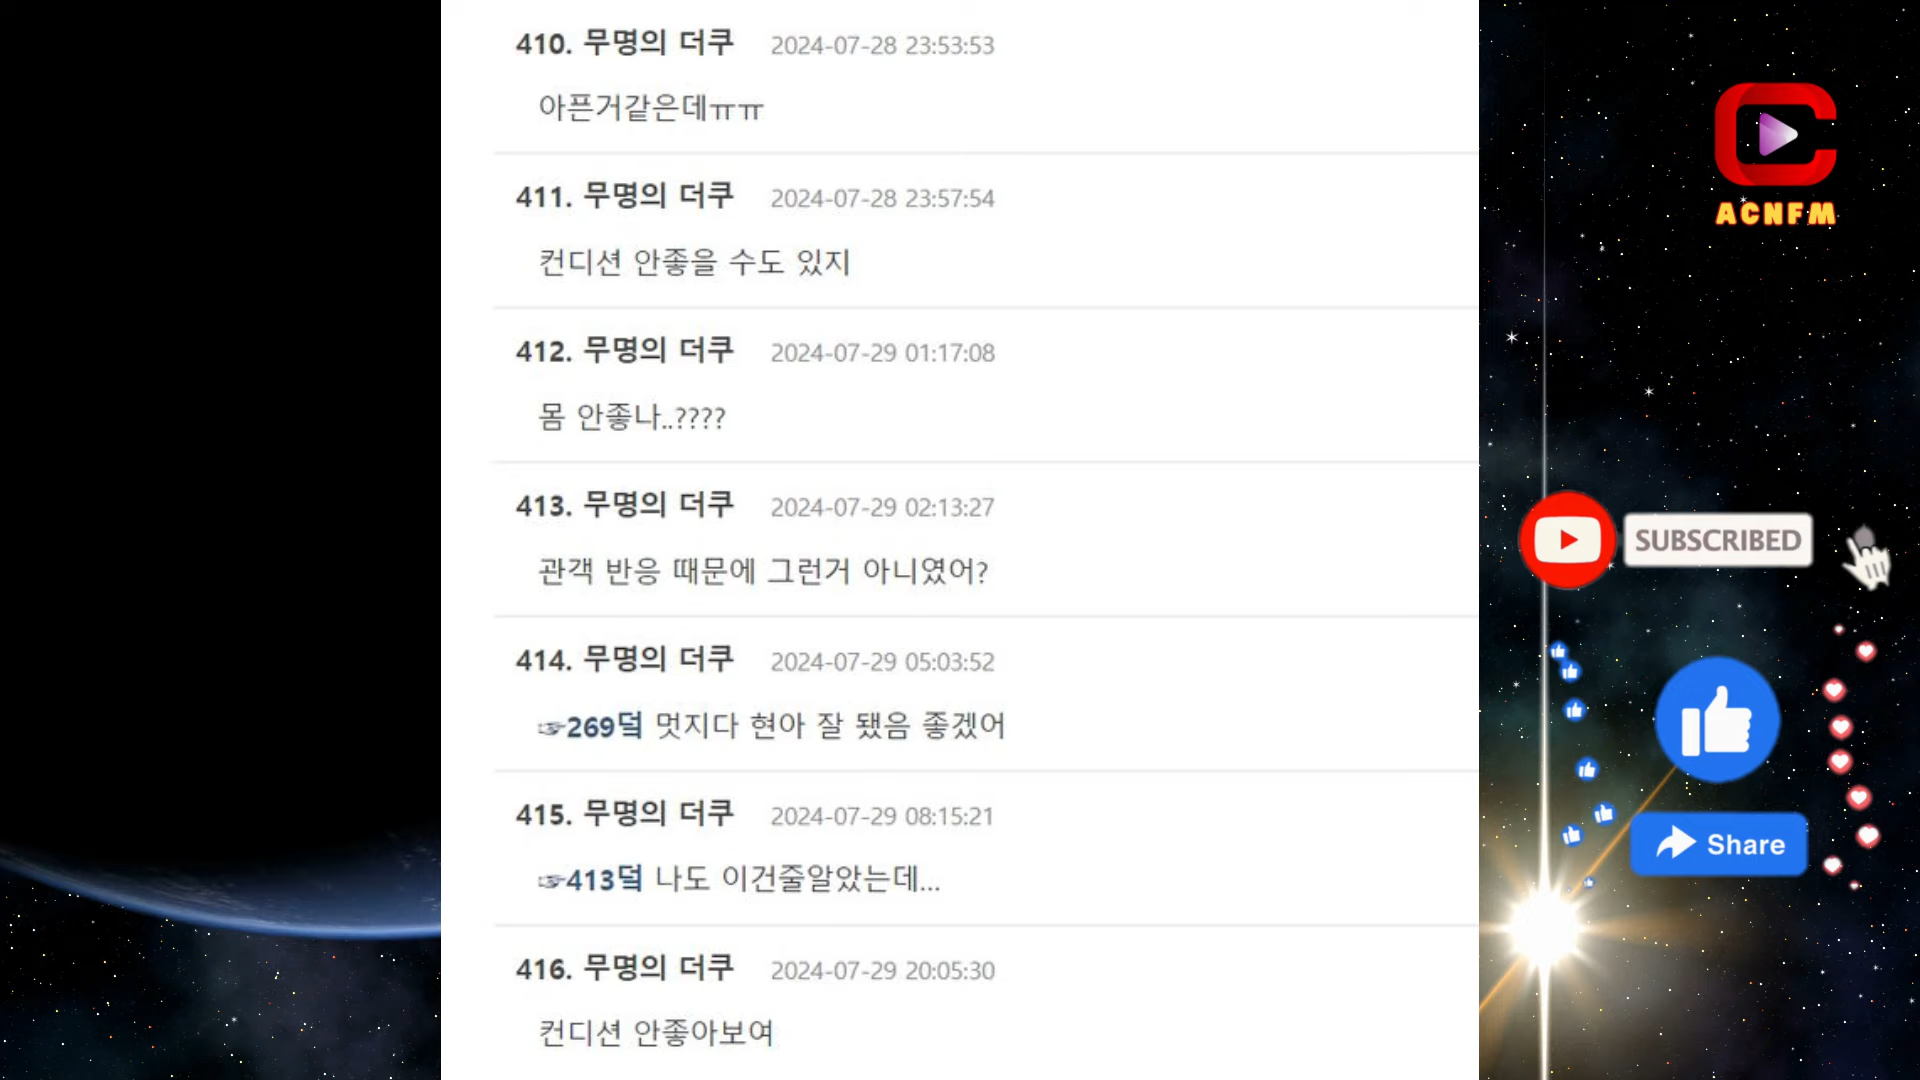 410. 무명의 더쿠 2024-07-28 23:53:53
아픈거같은데ㅠㅠ
411. 무명의 더쿠 2024-07-28 23:57:54
컨디션 안좋을 수도 있지
412. 무명의 더쿠 2024-07-29 01:17:08
몸 안좋나..????
413. 무명의 더쿠 2024-07-29 02:13:27
관객 반응 때문에 그런거 아니였어?
414. 무명의 더쿠 2024-07-29 05:03:52
☞269덬 멋지다 현아 잘 됐음 좋겠어
415. 무명의 더쿠 2024-07-29 08:15:21
☞413덬 나도 이건줄알았는데...
416. 무명의 더쿠 2024-07-29 20:05:30
컨디션 안좋아보여
ACNFM
SUBSCRIBED
Share